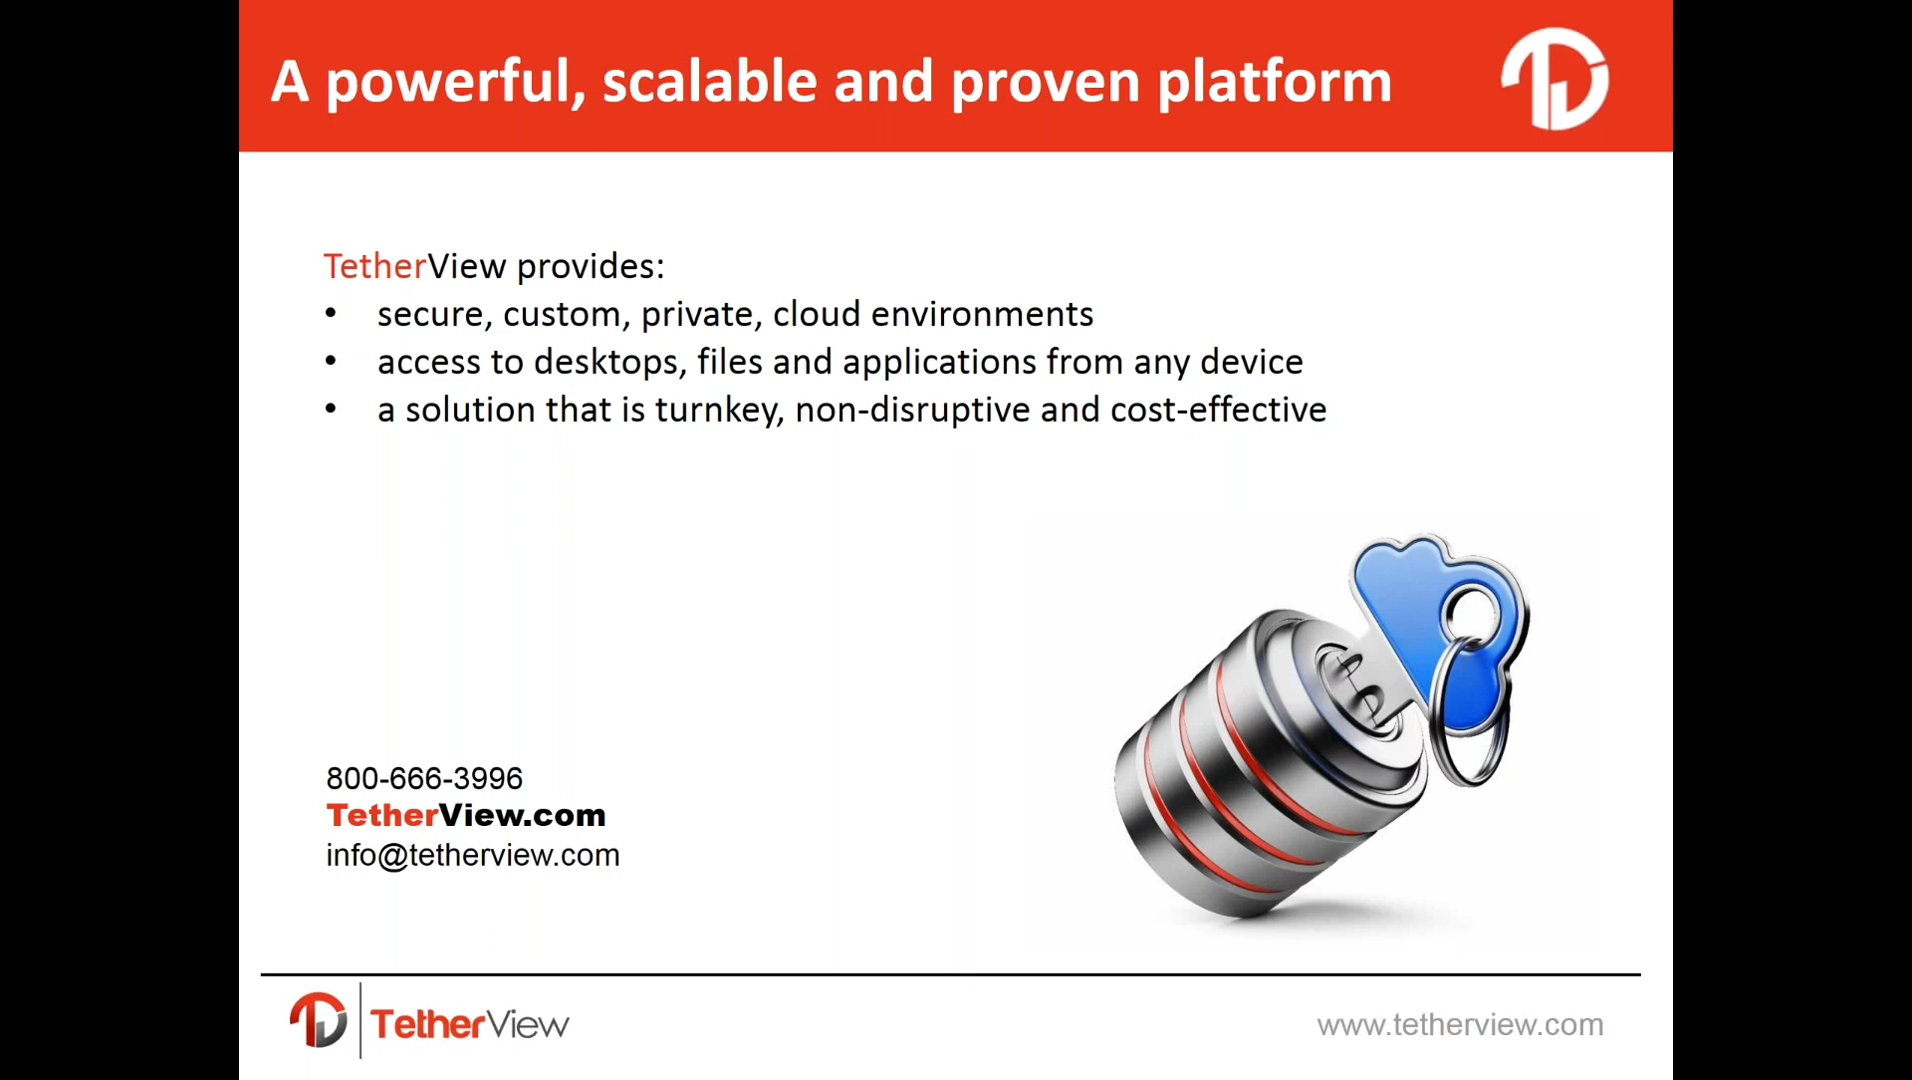 A powerful, scalable and proven platform
TetherView provides:
• secure, custom, private, cloud environments
• access to desktops, files and applications from any device
• a solution that is turnkey, non-disruptive and cost-effective
800-666-3996
TetherView.com
info@tetherview.com
TetherView
www.tetherview.com